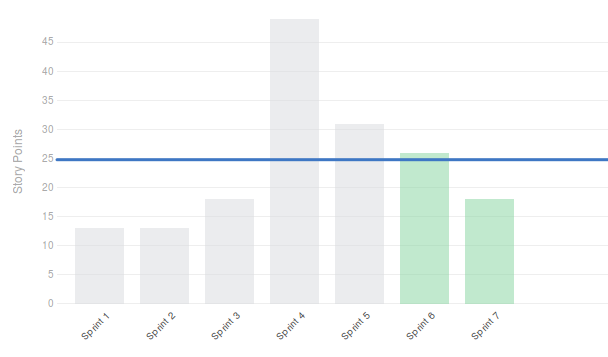 Story Points
45
40
35
30
25
20
15
10
5
0
Sprint 1
Sprint 2
Sprint 3
Sprint 4
Sprint 5
Sprint 6
Sprint 7